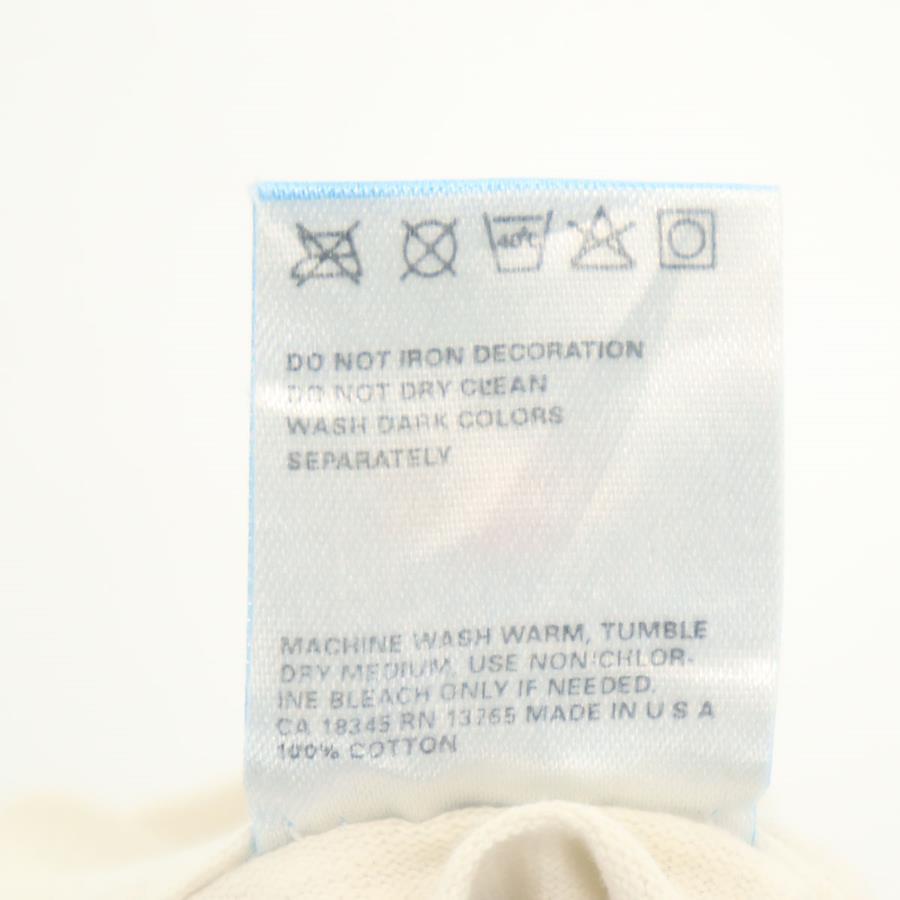 40°C
DO NOT IRON DECORATION
DO NOT DRY CLEAN
WASH DARK COLORS
SEPARATELY
MACHINE WASH WARM, TUMBLE
DRY MEDIUM, USE NON-CHLOR-
INE BLEACH ONLY IF NEEDED.
CA 18345 RN 13765 MADE IN U S A
100% COTTON